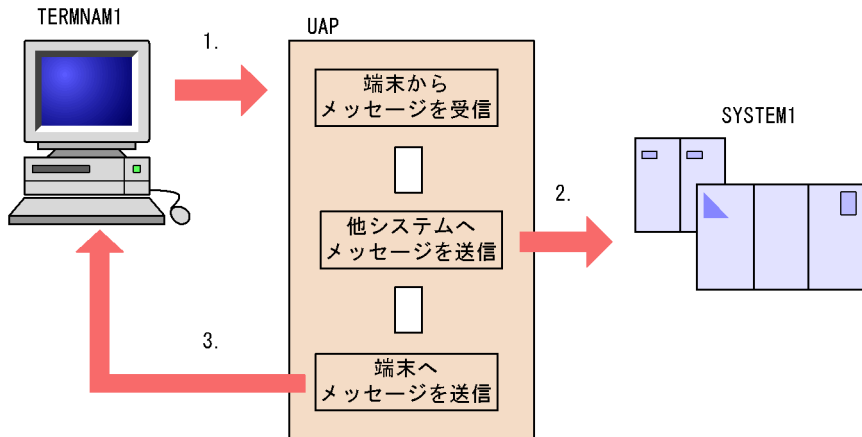 TERMNAM1
1.
UAP
端末から
メッセージを受信
SYSTEM1
2.
他システムへ
メッセージを送信
3.
端末へ
メッセージを送信